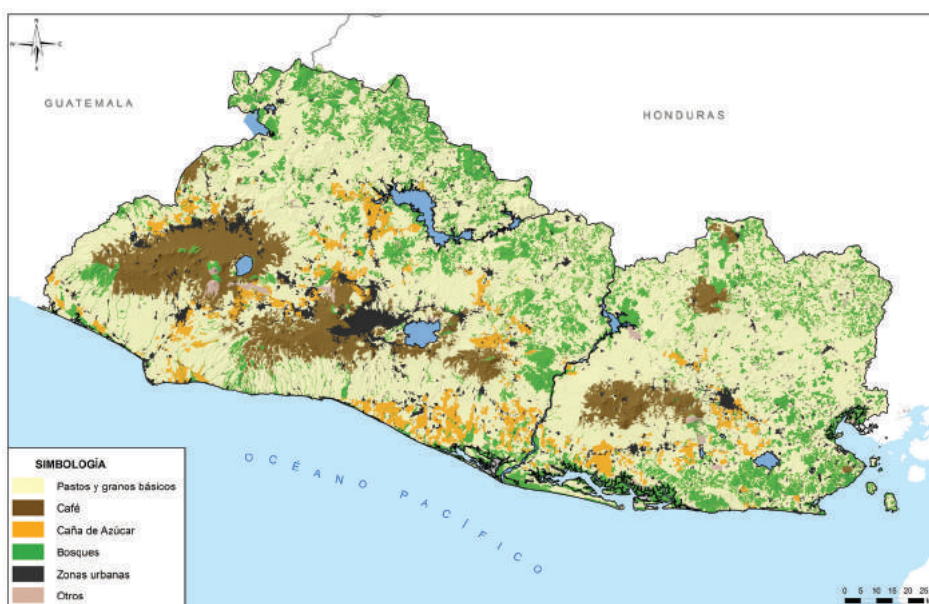 N
GUATEMALA
HONDURAS
OCÉANO PACÍFICO
SIMBOLOGÍA
Pastos y granos básicos
Café
Caña de Azúcar
Bosques
Zonas urbanas
Otros
0 5 10 15 20 25